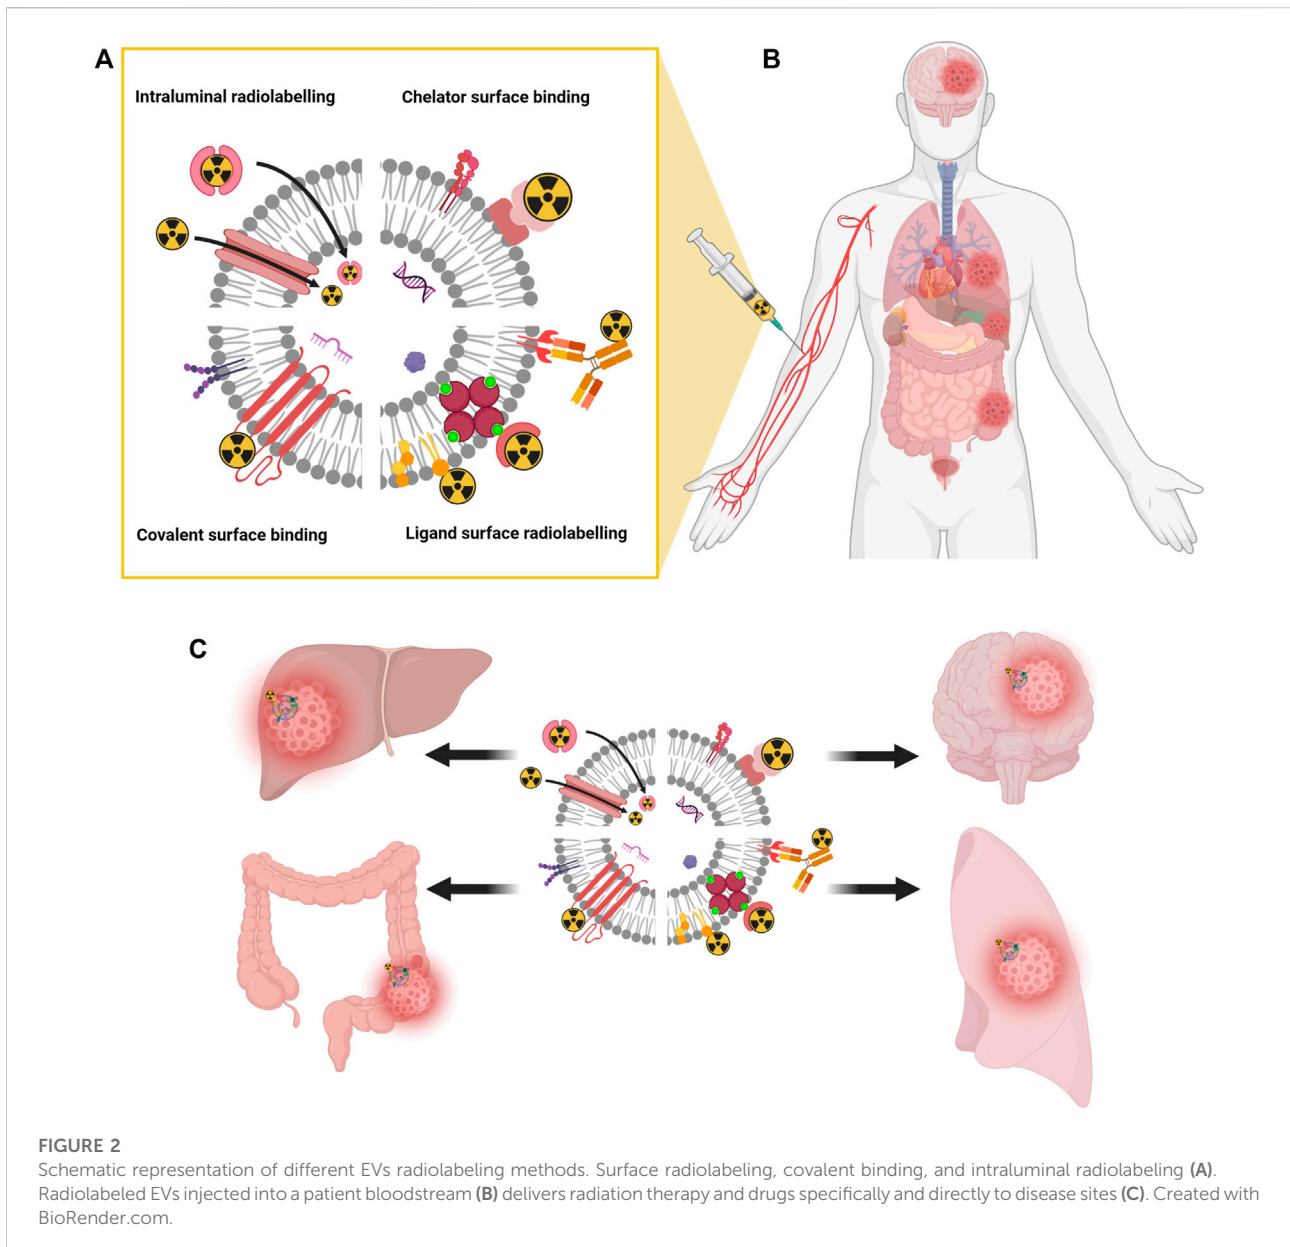 A
B
Intraluminal radiolabelling
Chelator surface binding
Covalent surface binding
Ligand surface radiolabelling
C
FIGURE 2
Schematic representation of different EVs radiolabeling methods. Surface radiolabeling, covalent binding, and intraluminal radiolabeling (A).
Radiolabeled EVs injected into a patient bloodstream (B) delivers radiation therapy and drugs specifically and directly to disease sites (C). Created with
BioRender.com.